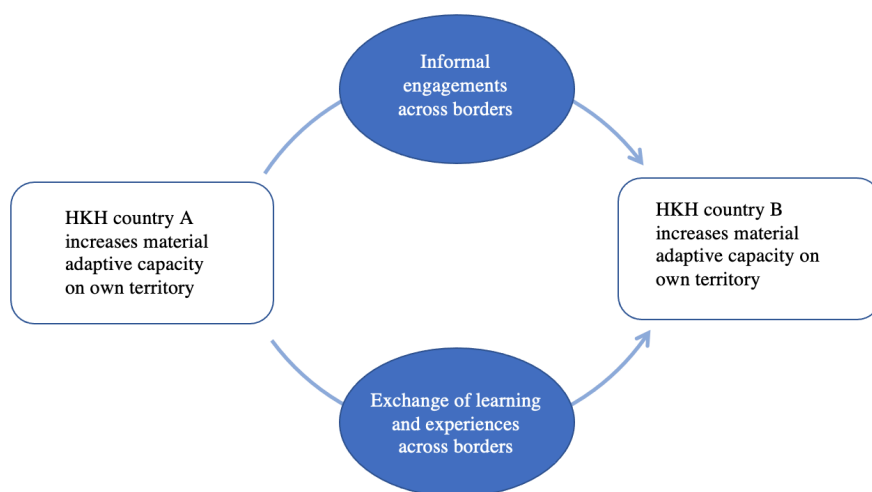 Informal
engagements
across borders
HKH country A
increases material
adaptive capacity
on own territory
HKH country B
increases material
adaptive capacity on
own territory
Exchange of learning
and experiences
across borders